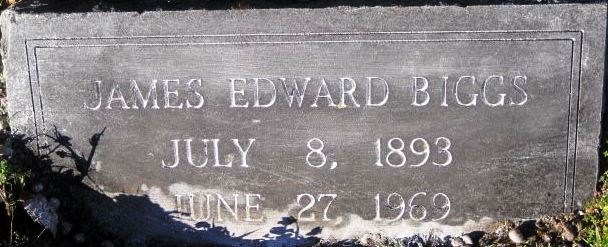 JAMES EDWARD BIGGS
JULY 8, 1893
JUNE 27 1969